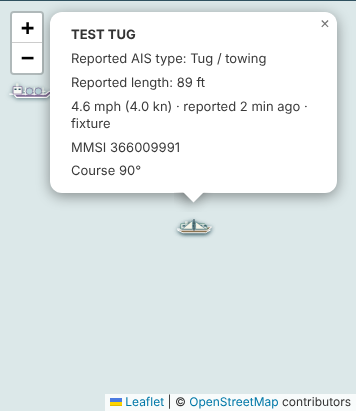 +
−
×
TEST TUG
Reported AIS type: Tug / towing
Reported length: 89 ft
4.6 mph (4.0 kn) · reported 2 min ago ·
fixture
MMSI 366009991
Course 90°
Leaflet | © OpenStreetMap contributors